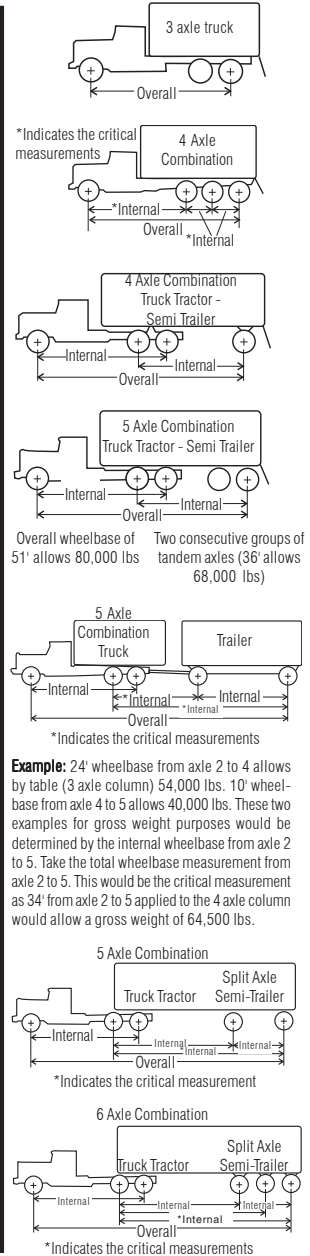 3 axle truck
Overall
*Indicates the critical
measurements
4 Axle
Combination
*Internal
Overall
*Internal
4 Axle Combination
Truck Tractor -
Semi Trailer
Internal
Internal
Overall
5 Axle Combination
Truck Tractor - Semi Trailer
Internal
Internal
Overall
Overall wheelbase of
51' allows 80,000 lbs
Two consecutive groups of
tandem axles (36' allows
68,000 lbs)
5 Axle
Combination
Truck
Trailer
Internal
*Internal
Internal
*Internal
Overall
*Indicates the critical measurements
Example: 24' wheelbase from axle 2 to 4 allows
by table (3 axle column) 54,000 lbs. 10' wheel-
base from axle 4 to 5 allows 40,000 lbs. These two
examples for gross weight purposes would be
determined by the internal wheelbase from axle 2
to 5. Take the total wheelbase measurement from
axle 2 to 5. This would be the critical measurement
as 34' from axle 2 to 5 applied to the 4 axle column
would allow a gross weight of 64,500 lbs.
5 Axle Combination
Truck Tractor
Split Axle
Semi-Trailer
Internal
Internal
Internal
*Internal
Overall
*Indicates the critical measurement
6 Axle Combination
Truck Tractor
Split Axle
Semi-Trailer
Internal
Internal
Internal
*Internal
Overall
*Indicates the critical measurements